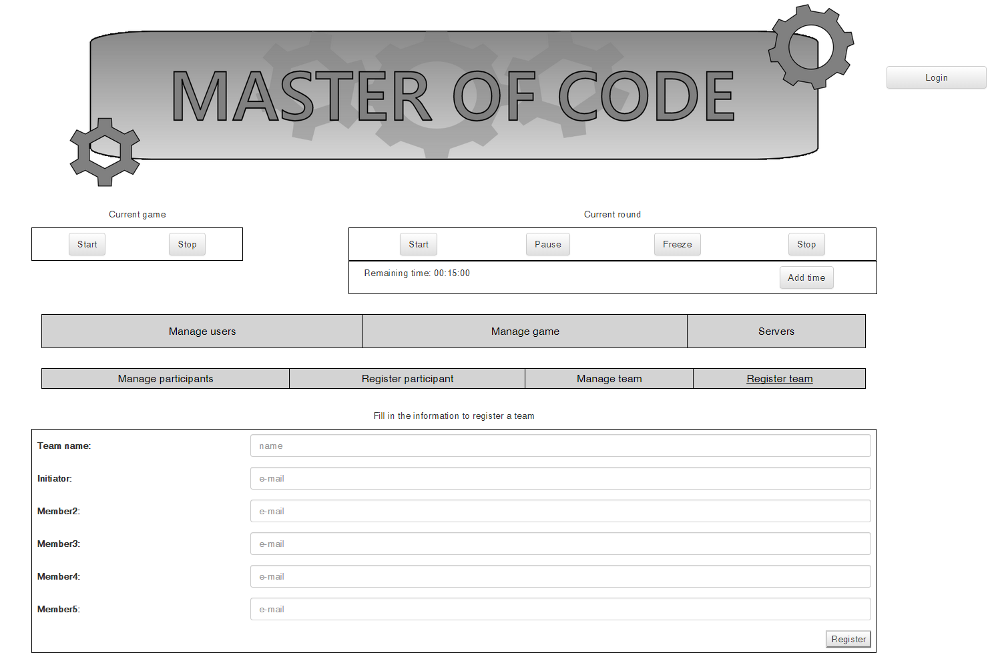 MASTER OF CODE
Login
Current game
Current round
Start Stop
Start Pause Freeze Stop
Remaining time: 00:15:00
Add time
Manage users Manage game Servers
Manage participants Register participant Manage team Register team
Fill in the information to register a team
Team name: name
Initiator: e-mail
Member2: e-mail
Member3: e-mail
Member4: e-mail
Member5: e-mail
Register